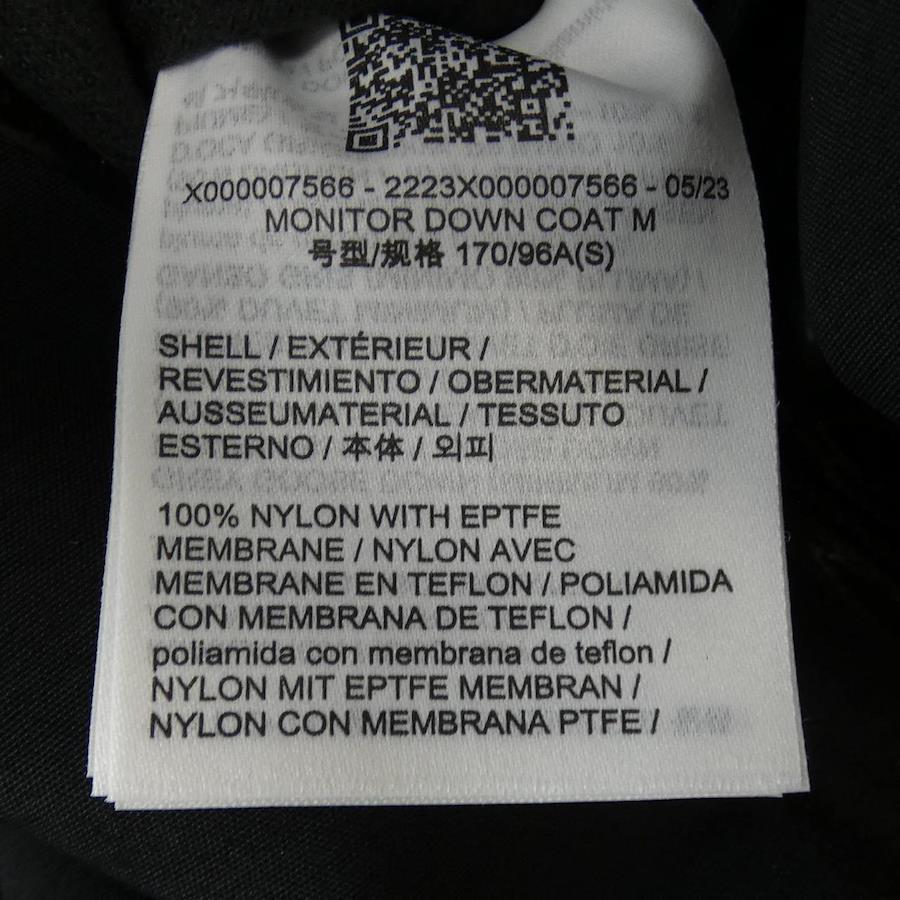 X000007566 - 2223X000007566 - 05/23
MONITOR DOWN COAT M
号型/规格 170/96A(S)
SHELL / EXTÉRIEUR /
REVESTIMIENTO / OBERMATERIAL /
AUSSEUMATERIAL / TESSUTO
ESTERNO / 本体 / 외피
100% NYLON WITH EPTFE
MEMBRANE / NYLON AVEC
MEMBRANE EN TEFLON / POLIAMIDA
CON MEMBRANA DE TEFLON /
poliamida con membrana de teflon /
NYLON MIT EPTFE MEMBRAN /
NYLON CON MEMBRANA PTFE /